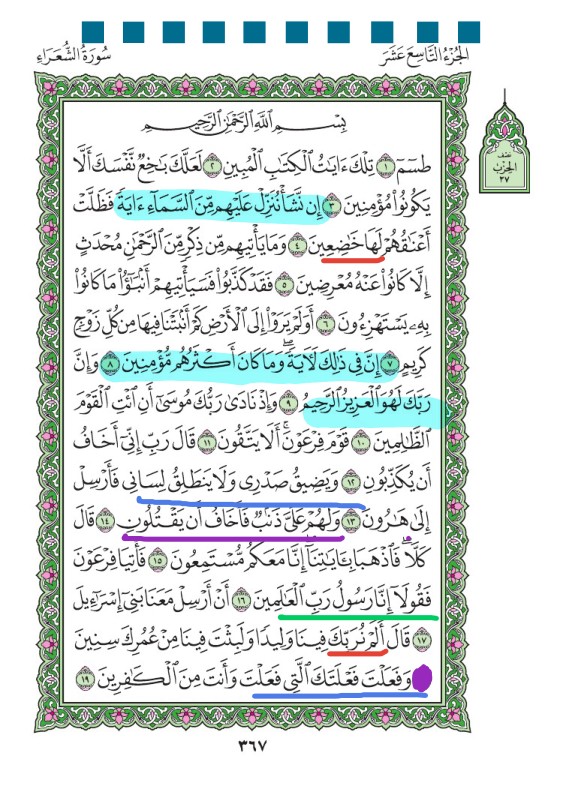 الجُزْءُ التَّاسِعَ عَشَرَ سُورَةُ الشُّعَرَاءِ
نصف
الحِزْبِ
٣٧
بِسْمِ ٱللَّهِ ٱلرَّحْمَٰنِ ٱلرَّحِيمِ
طسٓمٓ ١ تِلْكَ ءَايَٰتُ ٱلْكِتَٰبِ ٱلْمُبِينِ ٢ لَعَلَّكَ بَٰخِعٌ نَّفْسَكَ أَلَّا
يَكُونُوا۟ مُؤْمِنِينَ ٣ إِن نَّشَأْ نُنَزِّلْ عَلَيْهِم مِّنَ ٱلسَّمَآءِ ءَايَةً فَظَلَّتْ
أَعْنَٰقُهُمْ لَهَا خَٰضِعِينَ ٤ وَمَا يَأْتِيهِم مِّن ذِكْرٍ مِّنَ ٱلرَّحْمَٰنِ مُحْدَثٍ
إِلَّا كَانُوا۟ عَنْهُ مُعْرِضِينَ ٥ فَقَدْ كَذَّبُوا۟ فَسَيَأْتِيهِمْ أَنۢبَٰٓؤُا۟ مَا كَانُوا۟
بِهِۦ يَسْتَهْزِءُونَ ٦ أَوَلَمْ يَرَوْا۟ إِلَى ٱلْأَرْضِ كَمْ أَنۢبَتْنَا فِيهَا مِن كُلِّ زَوْجٍ
كَرِيمٍ ٧ إِنَّ فِى ذَٰلِكَ لَءَايَةً ۖ وَمَا كَانَ أَكْثَرُهُم مُّؤْمِنِينَ ٨ وَإِنَّ
رَبَّكَ لَهُوَ ٱلْعَزِيزُ ٱلرَّحِيمُ ٩ وَإِذْ نَادَىٰ رَبُّكَ مُوسَىٰٓ أَنِ ٱئْتِ ٱلْقَوْمَ
ٱلظَّٰلِمِينَ ١٠ قَوْمَ فِرْعَوْنَ ۚ أَلَا يَتَّقُونَ ١١ قَالَ رَبِّ إِنِّىٓ أَخَافُ
أَن يُكَذِّبُونِ ١٢ وَيَضِيقُ صَدْرِى وَلَا يَنطَلِقُ لِسَانِى فَأَرْسِلْ
إِلَىٰ هَٰرُونَ ١٣ وَلَهُمْ عَلَىَّ ذَنۢبٌ فَأَخَافُ أَن يَقْتُلُونِ ١٤ قَالَ
كَلَّا ۖ فَٱذْهَبَا بِـَٔايَٰتِنَآ ۖ إِنَّا مَعَكُم مُّسْتَمِعُونَ ١٥ فَأْتِيَا فِرْعَوْنَ
فَقُولَآ إِنَّا رَسُولُ رَبِّ ٱلْعَٰلَمِينَ ١٦ أَنْ أَرْسِلْ مَعَنَا بَنِىٓ إِسْرَٰٓءِيلَ
١٧ قَالَ أَلَمْ نُرَبِّكَ فِينَا وَلِيدًا وَلَبِثْتَ فِينَا مِنْ عُمُرِكَ سِنِينَ
١٨ وَفَعَلْتَ فَعْلَتَكَ ٱلَّتِى فَعَلْتَ وَأَنتَ مِنَ ٱلْكَٰفِرِينَ ١٩
٣٦٧